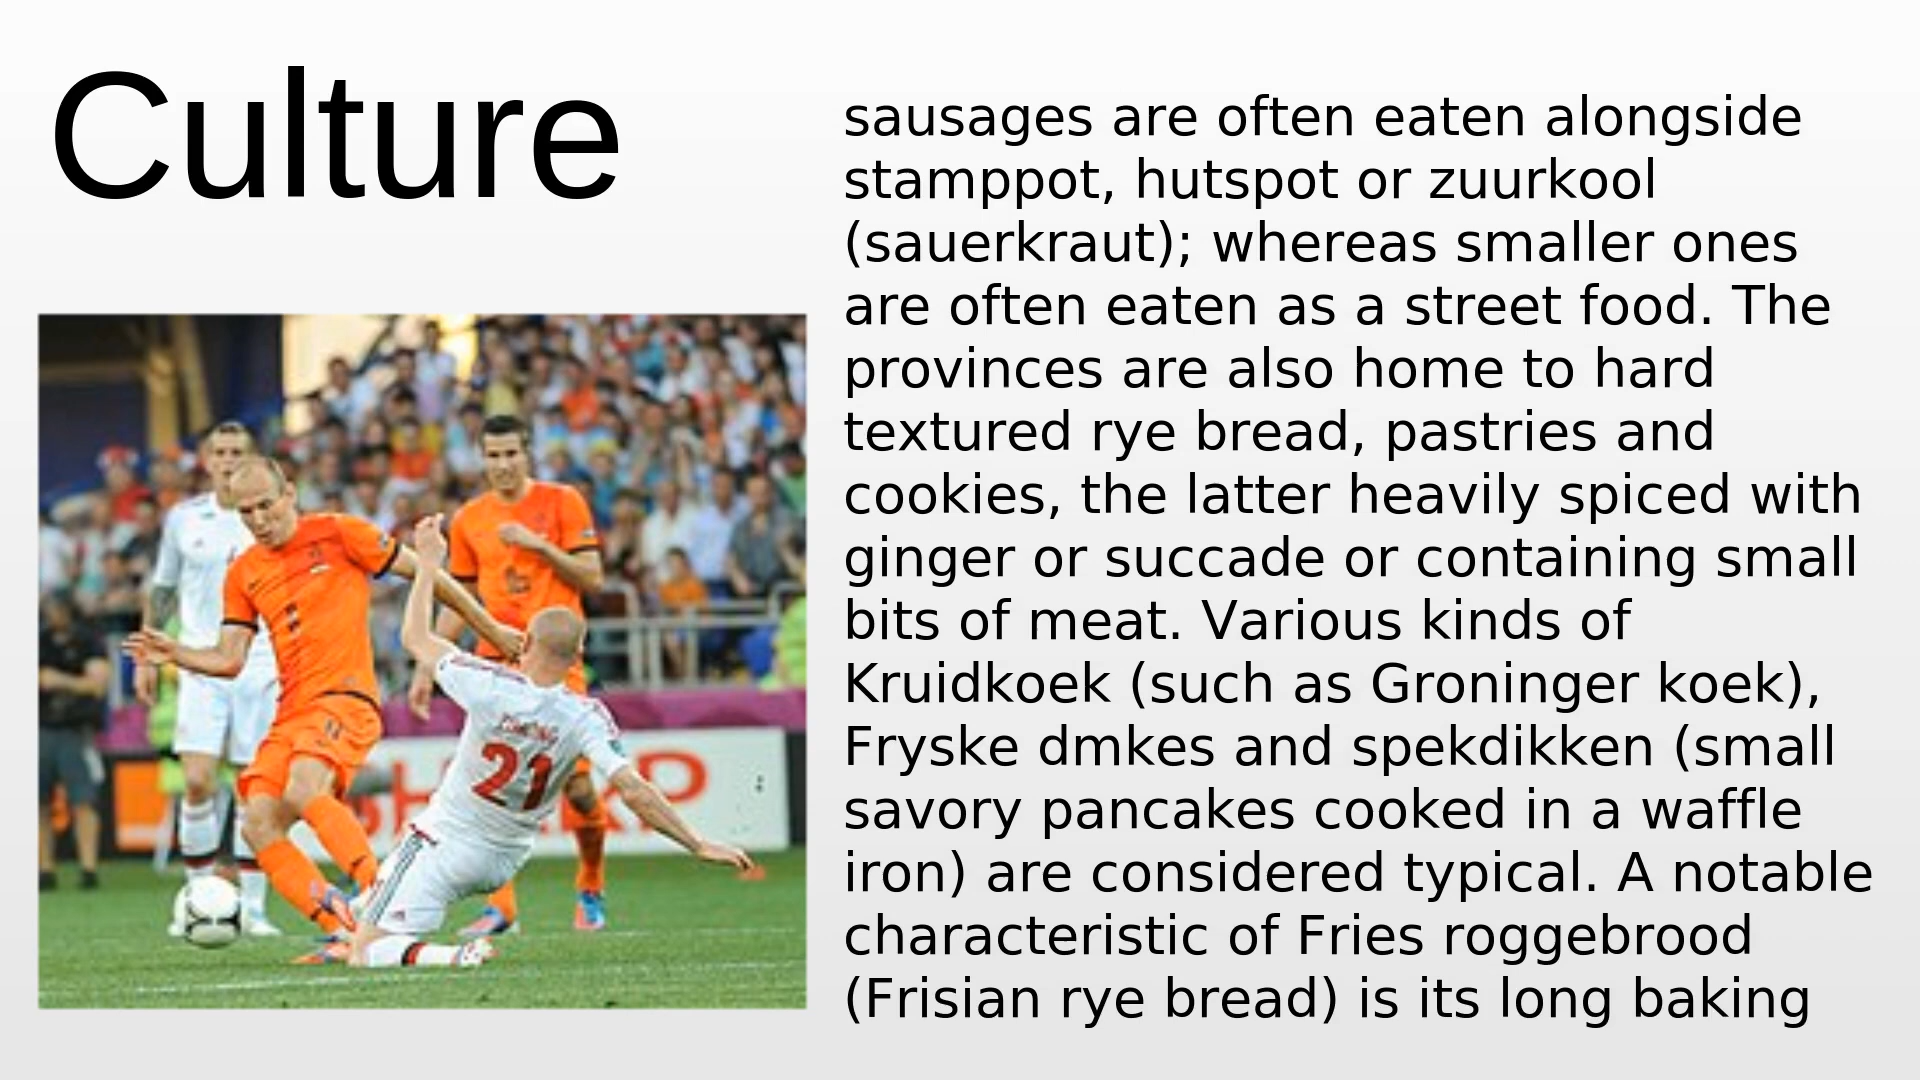 Culture
sausages are often eaten alongside
stamppot, hutspot or zuurkool
(sauerkraut); whereas smaller ones
are often eaten as a street food. The
provinces are also home to hard
textured rye bread, pastries and
cookies, the latter heavily spiced with
ginger or succade or containing small
bits of meat. Various kinds of
Kruidkoek (such as Groninger koek),
Fryske dmkes and spekdikken (small
savory pancakes cooked in a waffle
iron) are considered typical. A notable
characteristic of Fries roggebrood
(Frisian rye bread) is its long baking
21